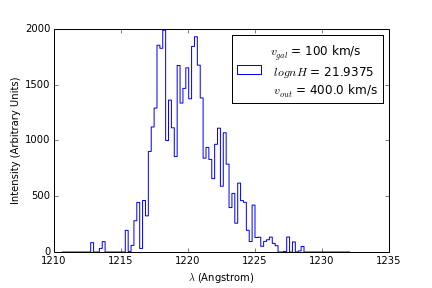 2000
1500
1000
500
0
Intensity (Arbitrary Units)
v_gal = 100 km/s
lognH = 21.9375
v_out = 400.0 km/s
1210 1215 1220 1225 1230 1235
λ (Angstrom)